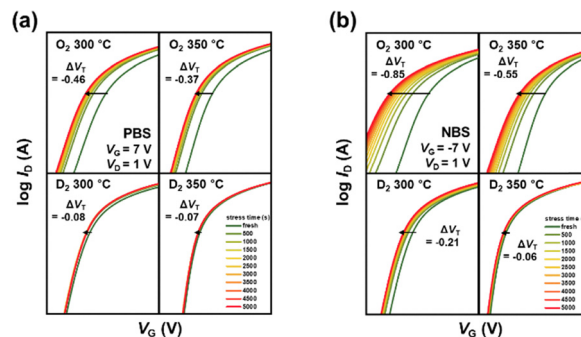 (a)
O₂ 300 °C
ΔV_T
= -0.46
PBS
V_G = 7 V
V_D = 1 V
O₂ 350 °C
ΔV_T
= -0.37
D₂ 300 °C
ΔV_T
= -0.08
D₂ 350 °C
ΔV_T
= -0.07
stress time (s)
fresh
500
1000
1500
2000
2500
3000
3500
4000
4500
5000
log I_D (A)
V_G (V)
(b)
O₂ 300 °C
ΔV_T
= -0.85
NBS
V_G = -7 V
V_D = 1 V
O₂ 350 °C
ΔV_T
= -0.55
D₂ 300 °C
ΔV_T
= -0.21
D₂ 350 °C
ΔV_T
= -0.06
stress time
fresh
500
1000
1500
2000
2500
3000
3500
4000
4500
5000
log I_D (A)
V_G (V)